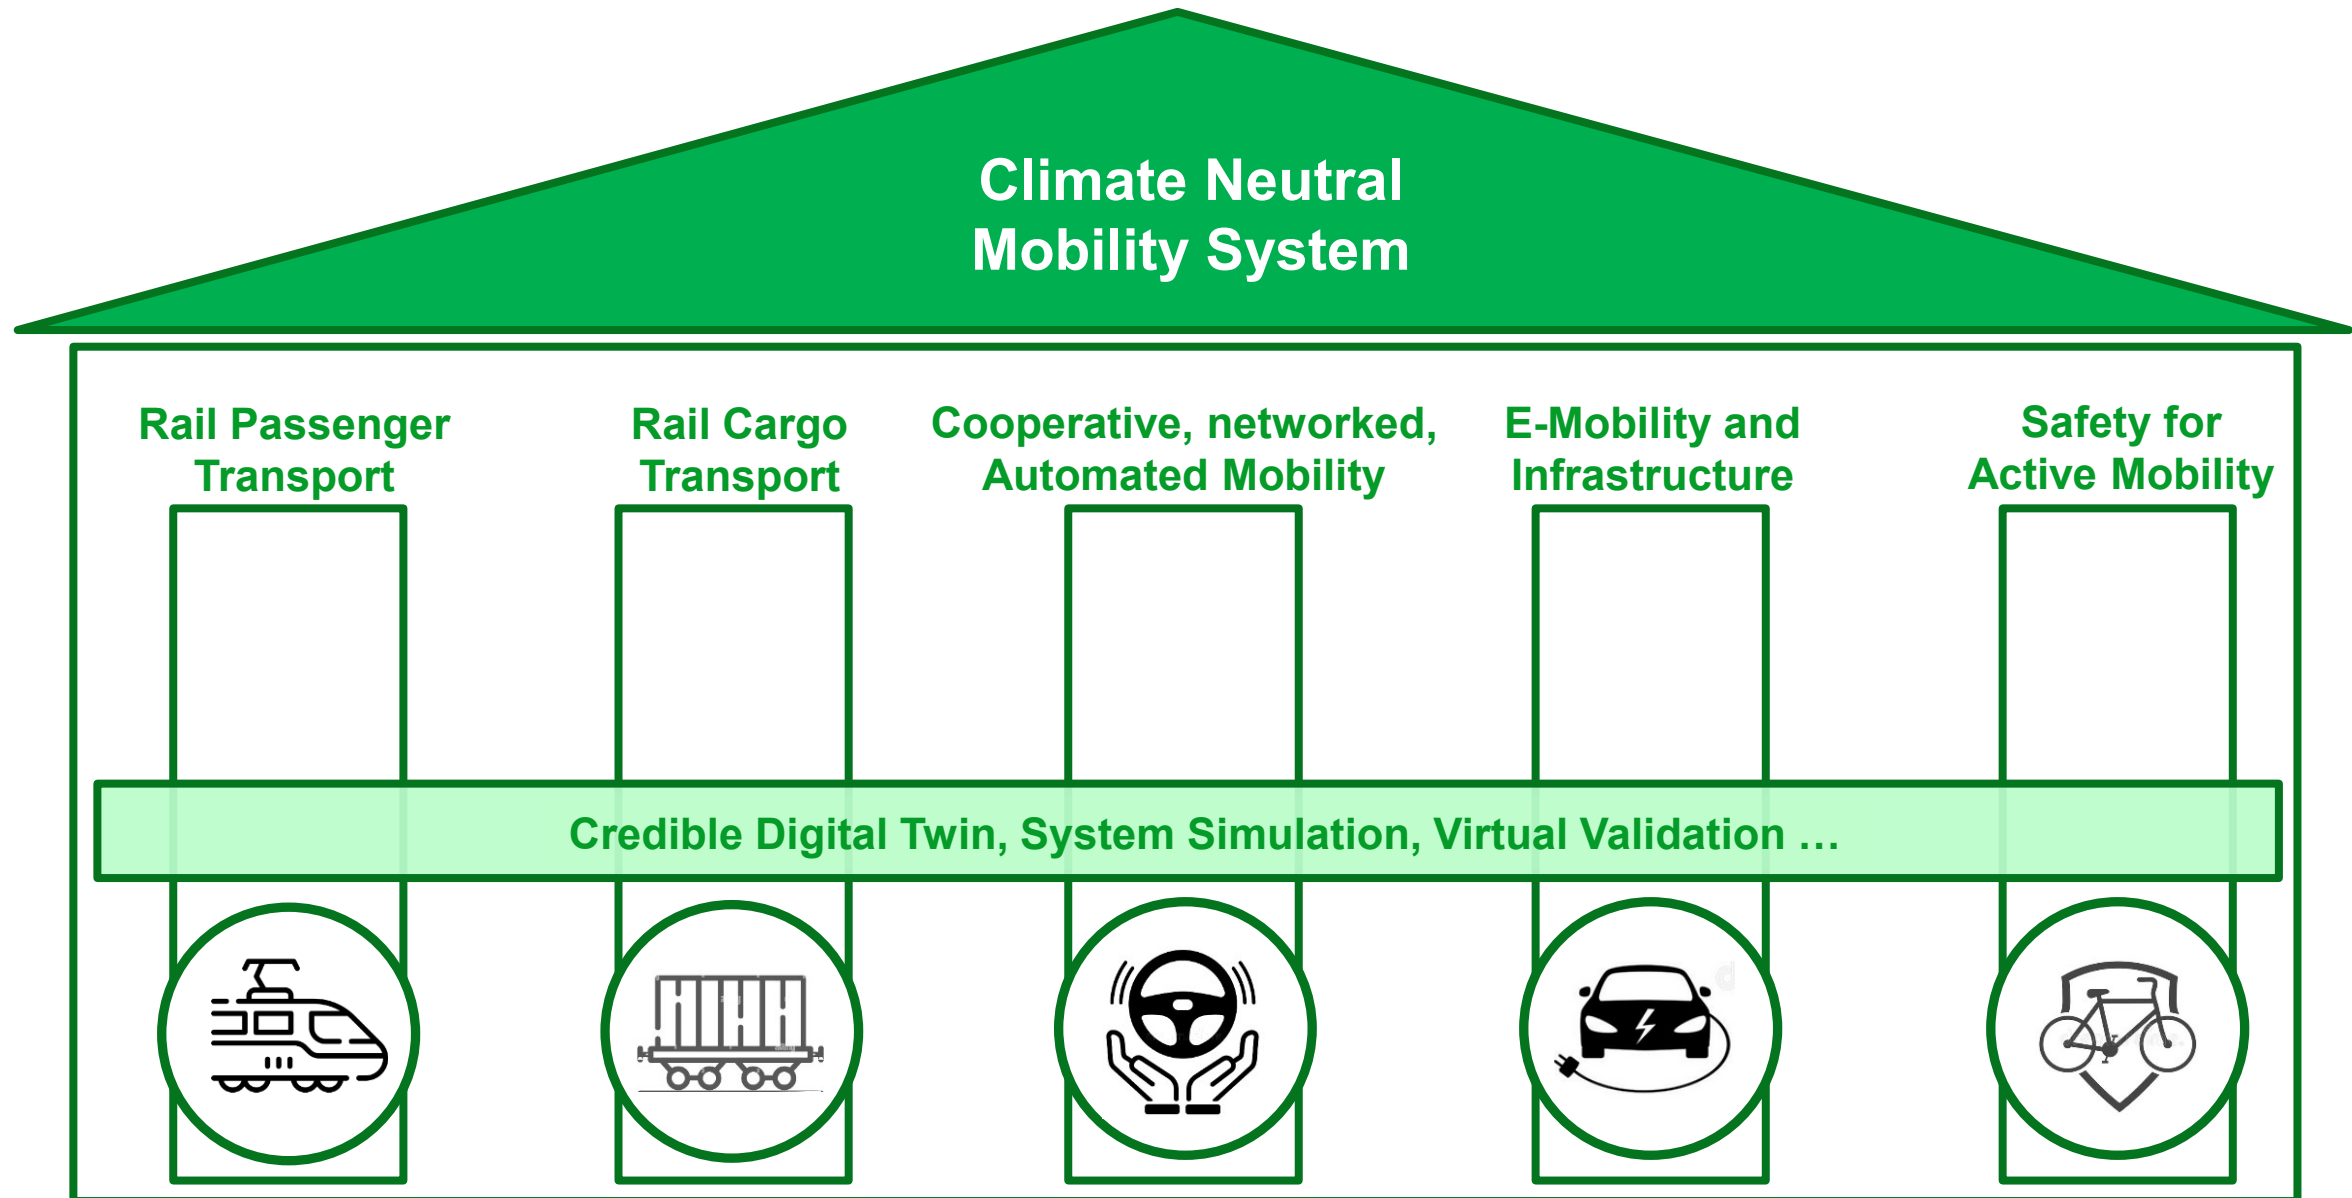 Climate Neutral
Mobility System
Rail Passenger
Transport
Rail Cargo
Transport
Cooperative, networked,
Automated Mobility
E-Mobility and
Infrastructure
Safety for
Active Mobility
Credible Digital Twin, System Simulation, Virtual Validation …